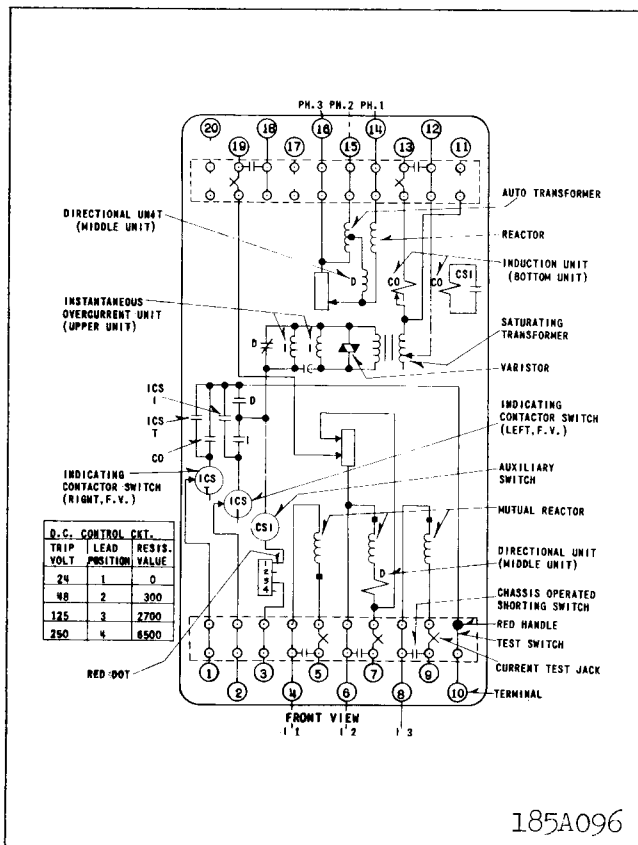 PH.3 PH.2 PH.1
20
19
18
17
16
15
14
13
12
11
AUTO TRANSFORMER
DIRECTIONAL UNIT
(MIDDLE UNIT)
REACTOR
D
CO
CO
CSI
INDUCTION UNIT
(BOTTOM UNIT)
INSTANTANEOUS
OVERCURRENT UNIT
(UPPER UNIT)
D
I
I
SATURATING
TRANSFORMER
VARISTOR
ICS
I
ICS
T
CO
D
I
INDICATING
CONTACTOR SWITCH
(LEFT, F.V.)
INDICATING
CONTACTOR SWITCH
(RIGHT, F.V.)
ICS
T
ICS
I
CSI
AUXILIARY
SWITCH
MUTUAL REACTOR
D.C. CONTROL CKT.
TRIP VOLT LEAD POSITION RESIS. VALUE
24 1 0
48 2 300
125 3 2700
250 4 6500
1
2
3
4
D
DIRECTIONAL UNIT
(MIDDLE UNIT)
CHASSIS OPERATED
SHORTING SWITCH
RED HANDLE
TEST SWITCH
CURRENT TEST JACK
RED DOT
1
2
3
4
5
6
7
8
9
10
TERMINAL
FRONT VIEW
I 1
I 2
I 3
185A096